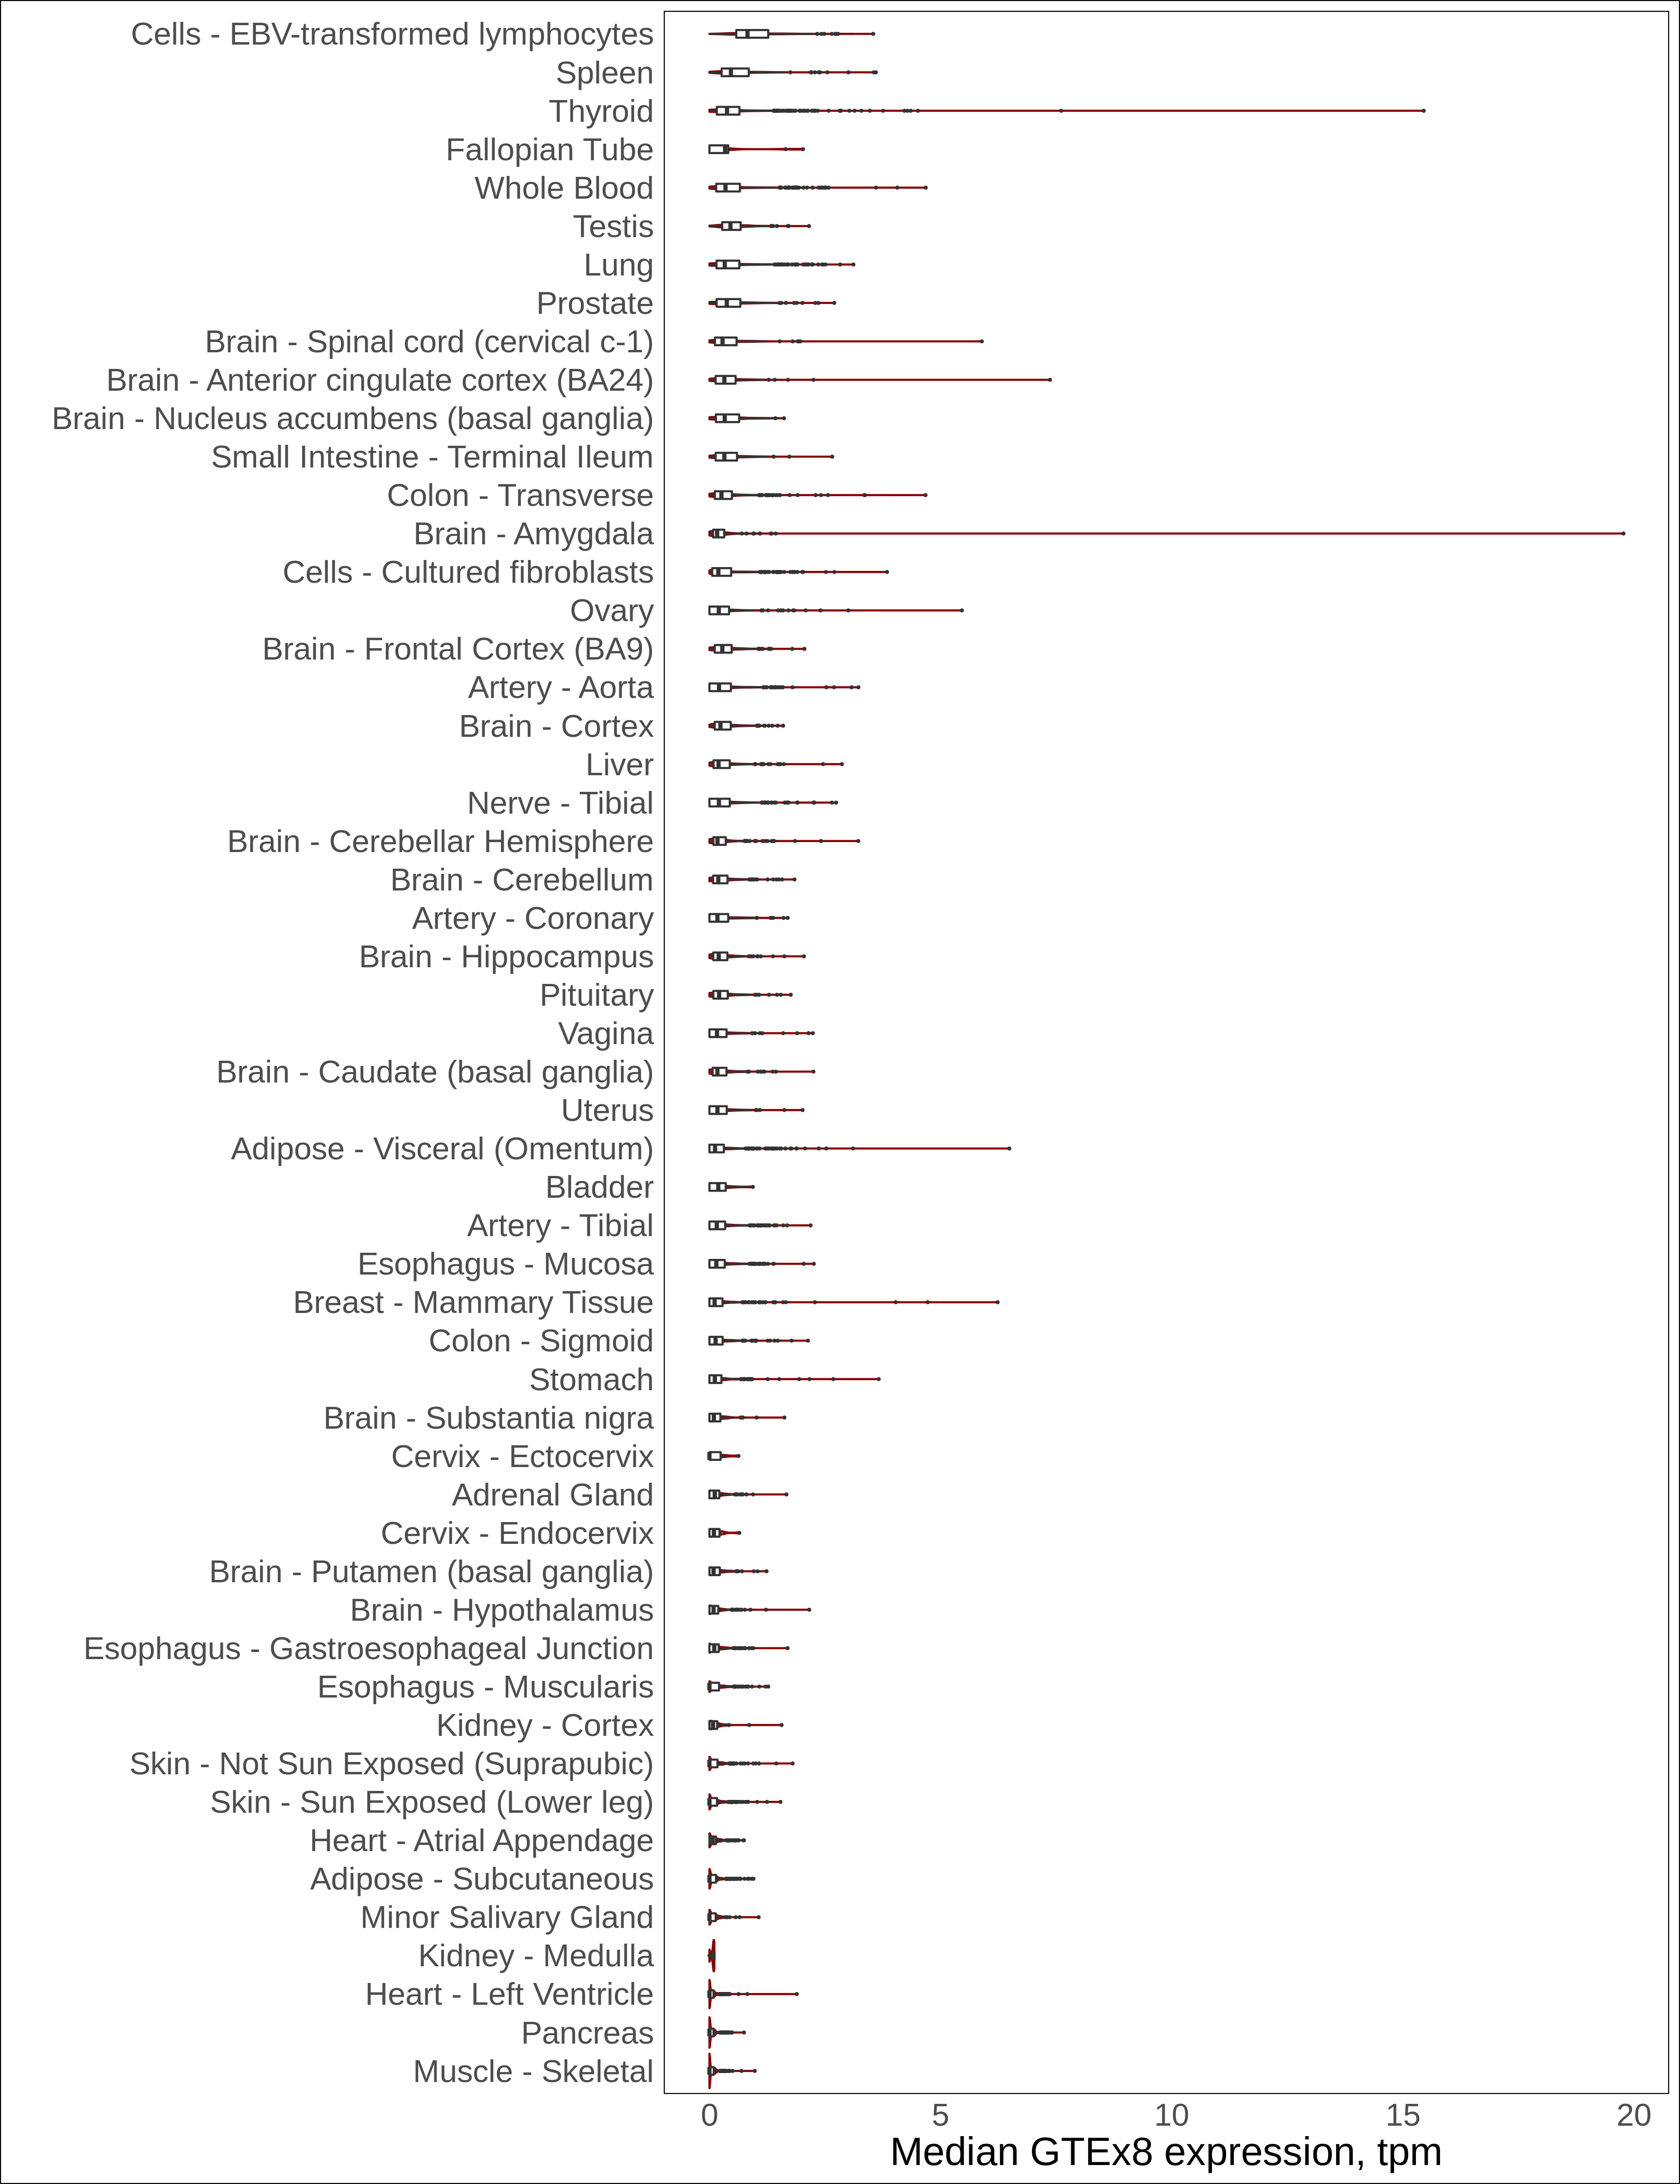 Cells - EBV-transformed lymphocytes
Spleen
Thyroid
Fallopian Tube
Whole Blood
Testis
Lung
Prostate
Brain - Spinal cord (cervical c-1)
Brain - Anterior cingulate cortex (BA24)
Brain - Nucleus accumbens (basal ganglia)
Small Intestine - Terminal Ileum
Colon - Transverse
Brain - Amygdala
Cells - Cultured fibroblasts
Ovary
Brain - Frontal Cortex (BA9)
Artery - Aorta
Brain - Cortex
Liver
Nerve - Tibial
Brain - Cerebellar Hemisphere
Brain - Cerebellum
Artery - Coronary
Brain - Hippocampus
Pituitary
Vagina
Brain - Caudate (basal ganglia)
Uterus
Adipose - Visceral (Omentum)
Bladder
Artery - Tibial
Esophagus - Mucosa
Breast - Mammary Tissue
Colon - Sigmoid
Stomach
Brain - Substantia nigra
Cervix - Ectocervix
Adrenal Gland
Cervix - Endocervix
Brain - Putamen (basal ganglia)
Brain - Hypothalamus
Esophagus - Gastroesophageal Junction
Esophagus - Muscularis
Kidney - Cortex
Skin - Not Sun Exposed (Suprapubic)
Skin - Sun Exposed (Lower leg)
Heart - Atrial Appendage
Adipose - Subcutaneous
Minor Salivary Gland
Kidney - Medulla
Heart - Left Ventricle
Pancreas
Muscle - Skeletal
0 5 10 15 20
Median GTEx8 expression, tpm